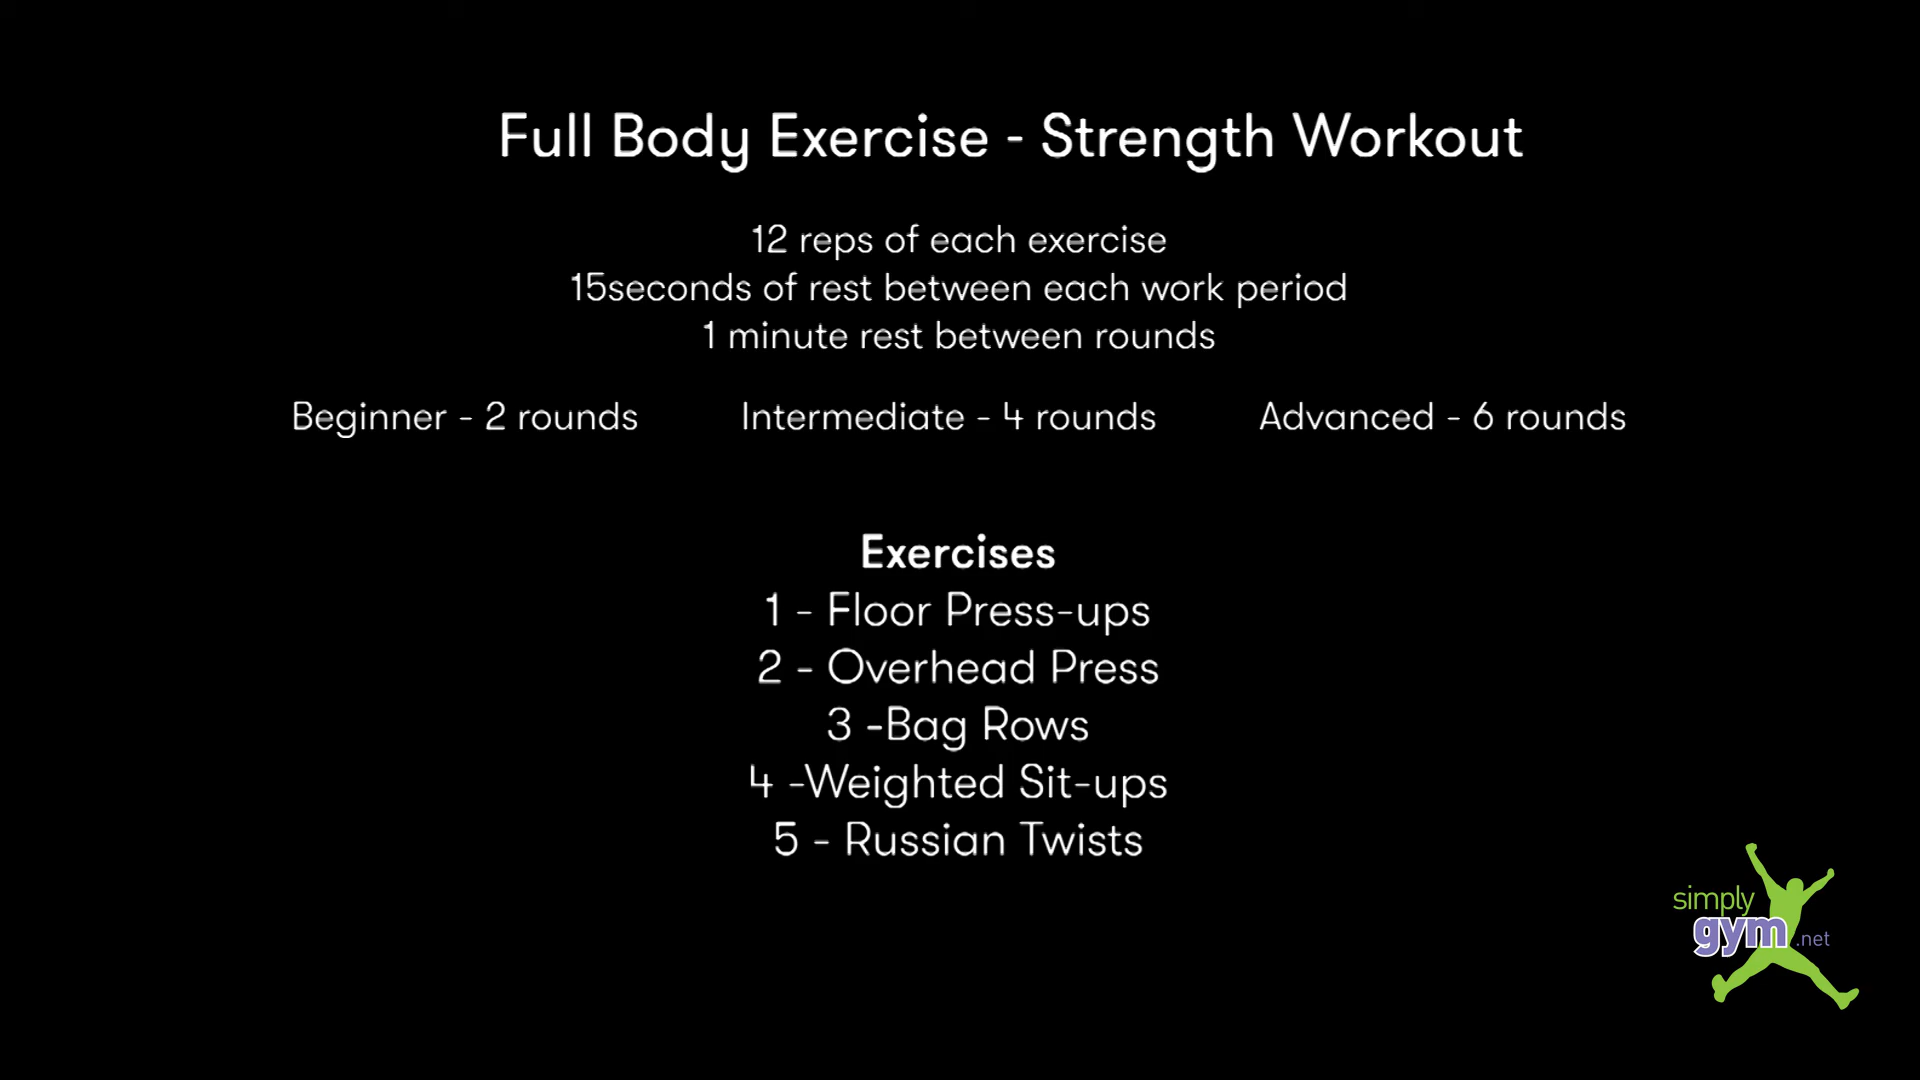 Full Body Exercise - Strength Workout
12 reps of each exercise
15seconds of rest between each work period
1 minute rest between rounds
Beginner - 2 rounds Intermediate - 4 rounds Advanced - 6 rounds
Exercises
1 - Floor Press-ups
2 - Overhead Press
3 -Bag Rows
4 -Weighted Sit-ups
5 - Russian Twists
simply
gym.net